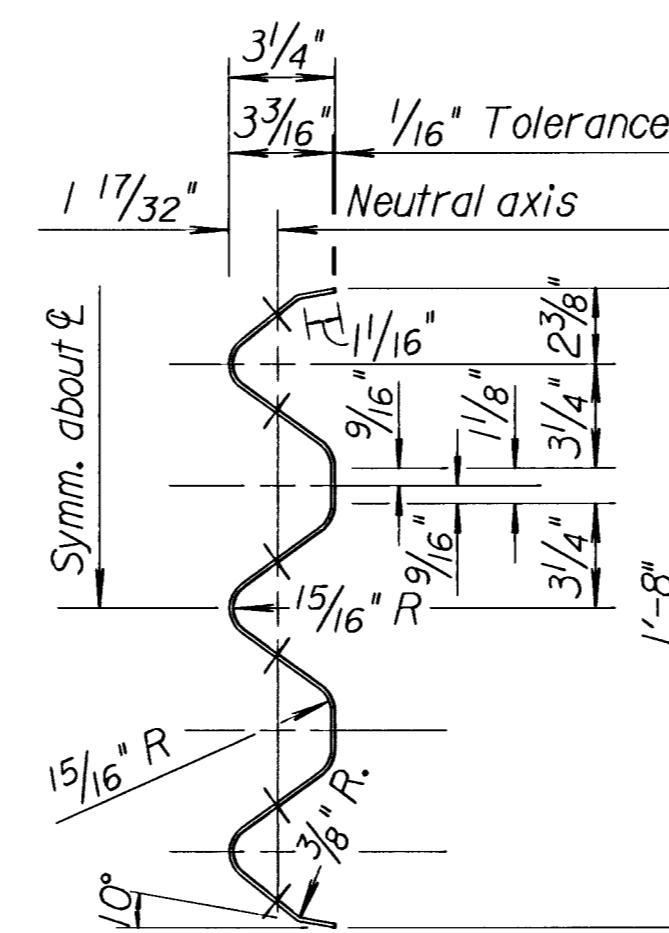 3 1/4"
3 3/16" 1/16" Tolerance
1 17/32" Neutral axis
Symm. about ℄
1 1/16"
2 3/8"
9/16"
1 1/8"
3 1/4"
9/16"
3 1/4"
15/16" R
1'-8"
15/16" R
3/8" R.
10°